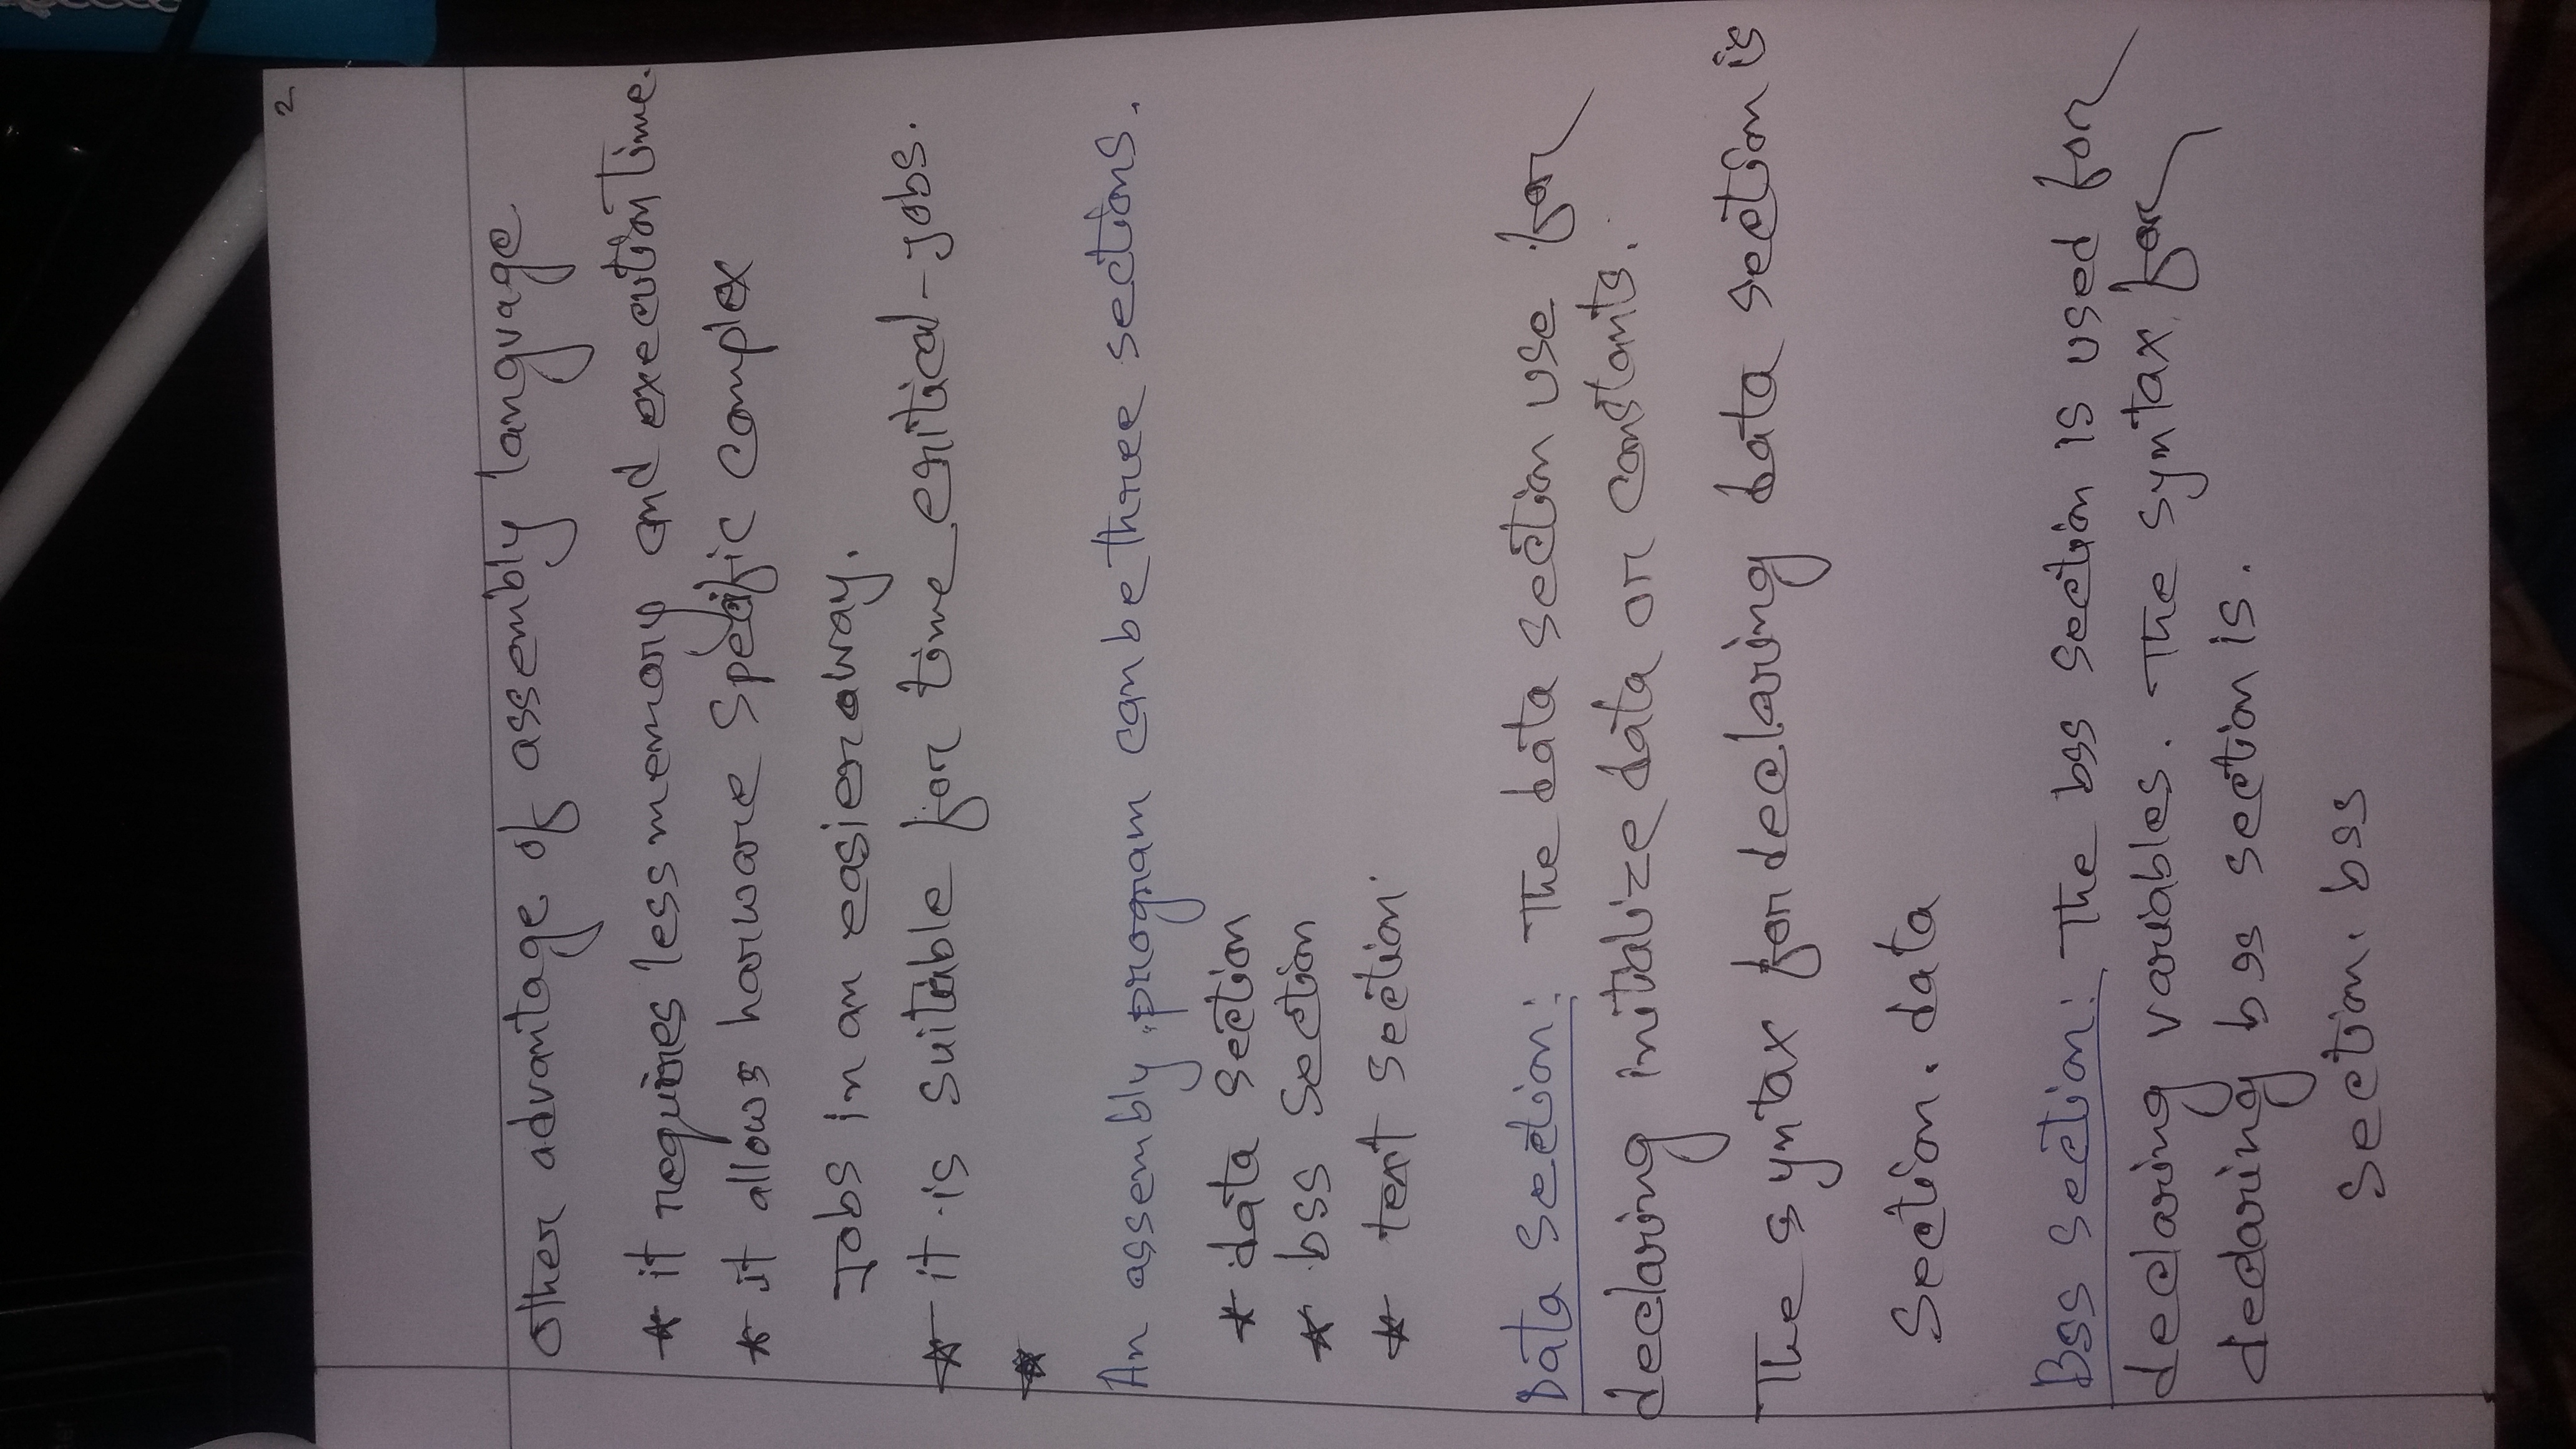 2
other advantage of assembly language
* it requires less memory and execution time.
* it allows harware specific complex
Jobs in an easier away.
* it is suitable for time critical-jobs.
*
An assembly program can be three sections.
* data section
* bss section
* text section.
Data section: The data section use for
declaring initialize data or constants.
The syntax for declaring data section is
Section. data
Bss section: The bss section is used for
declaring variables. The syntax for
declaring bss section is.
Section. bss